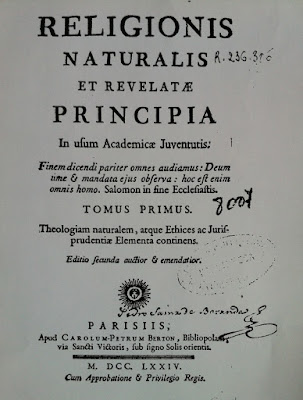 RELIGIONIS
NATURALIS
R.236.396
ET REVELATÆ
PRINCIPIA
In usum Academicæ Juventutis.
Finem dicendi pariter omnes audiamus: Deum
time & mandata ejus observa: hoc est enim
omnis homo. Salomon in fine Ecclesiastis.
TOMUS PRIMUS.
Theologiam naturalem, atque Ethices ac Juris-
prudentiæ Elementa continens.
Editio secunda auctior & emendatior.
PARISIIS,
Apud CAROLUM-PETRUM BERTON, Bibliopolam,
via Sancti Victoris, sub signo Solis orientis.
M. DCC. LXXIV.
Cum Approbatione & Privilegio Regis.